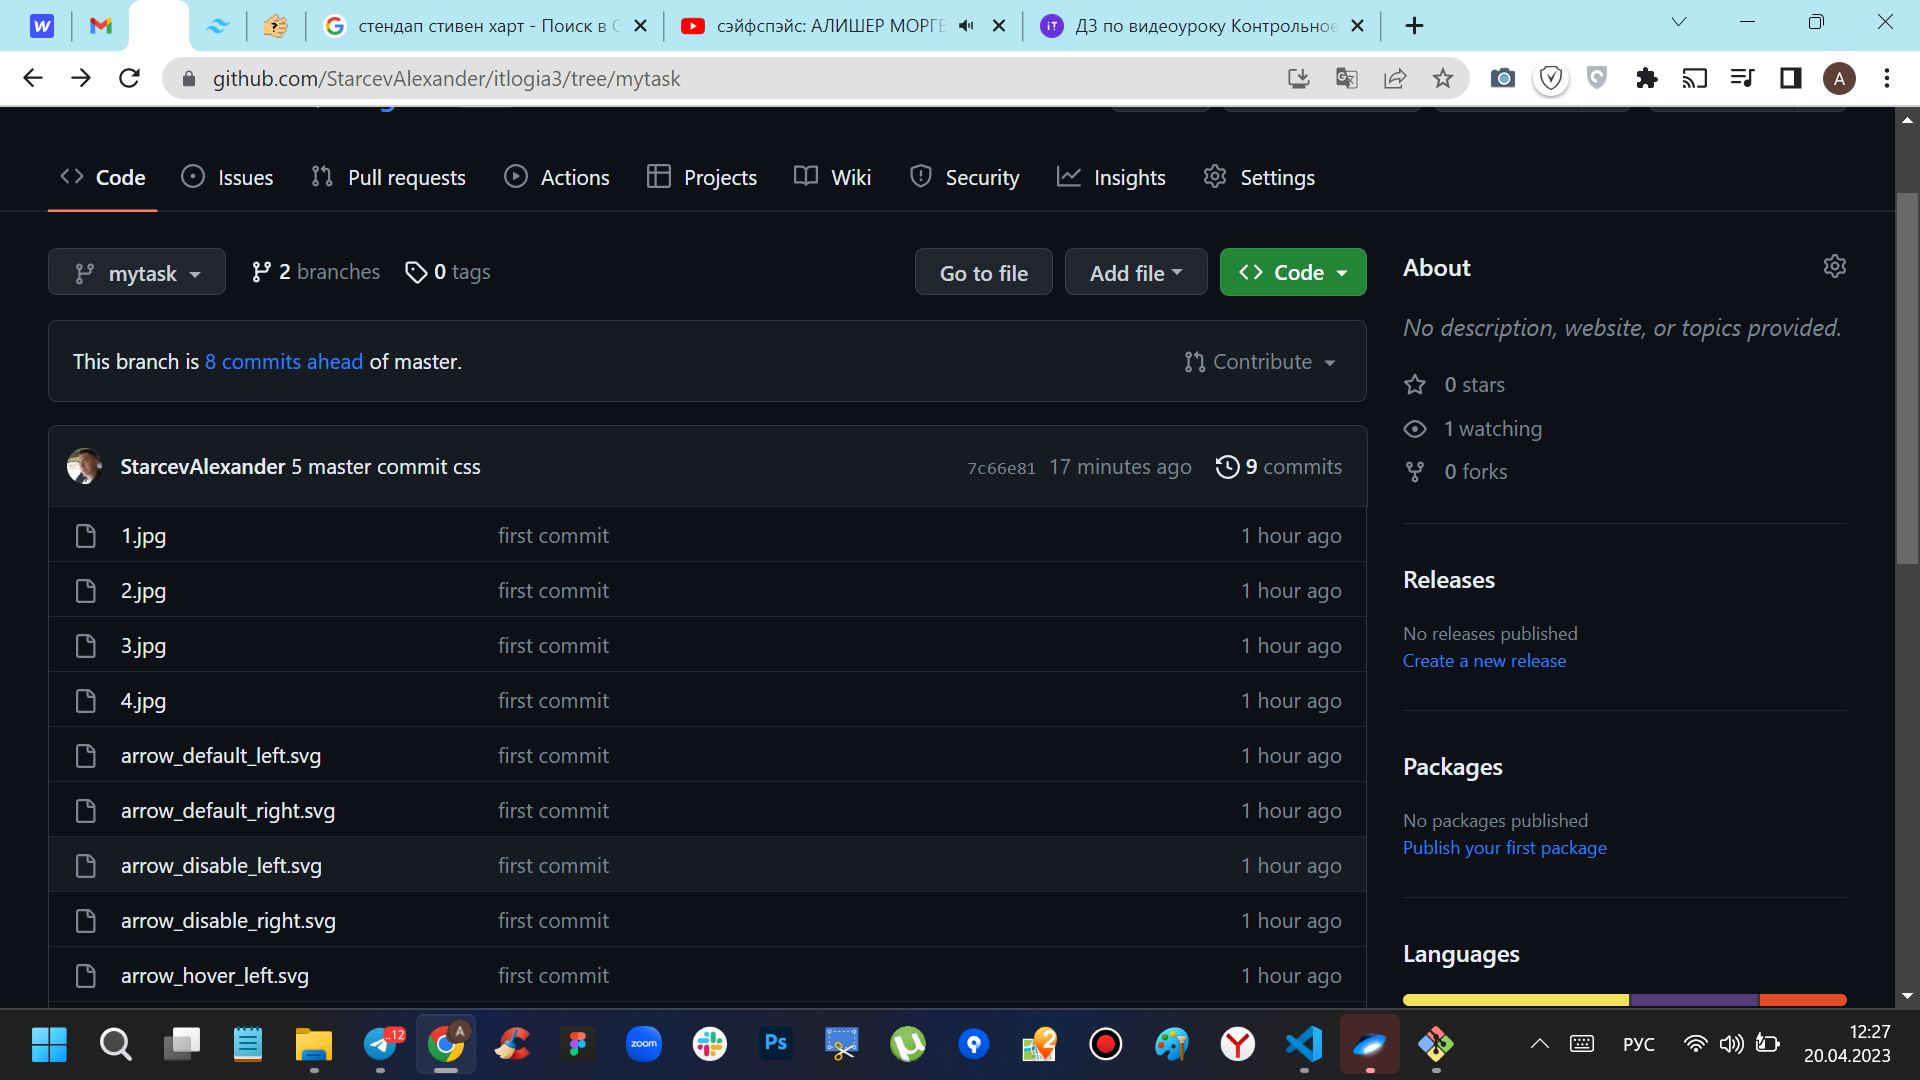 стендап стивен харт - Поиск в G
сэйфспэйс: АЛИШЕР МОРГЕ
ДЗ по видеоуроку Контрольное
github.com/StarcevAlexander/itlogia3/tree/mytask
A
Code
Issues
Pull requests
Actions
Projects
Wiki
Security
Insights
Settings
mytask
2 branches
0 tags
Go to file
Add file
Code
This branch is 8 commits ahead of master.
Contribute
StarcevAlexander 5 master commit css
7c66e81 17 minutes ago
9 commits
1.jpg first commit 1 hour ago
2.jpg first commit 1 hour ago
3.jpg first commit 1 hour ago
4.jpg first commit 1 hour ago
arrow_default_left.svg first commit 1 hour ago
arrow_default_right.svg first commit 1 hour ago
arrow_disable_left.svg first commit 1 hour ago
arrow_disable_right.svg first commit 1 hour ago
arrow_hover_left.svg first commit 1 hour ago
About
No description, website, or topics provided.
0 stars
1 watching
0 forks
Releases
No releases published
Create a new release
Packages
No packages published
Publish your first package
Languages
..12
A
zoom
Ps
2
РУС
12:27
20.04.2023